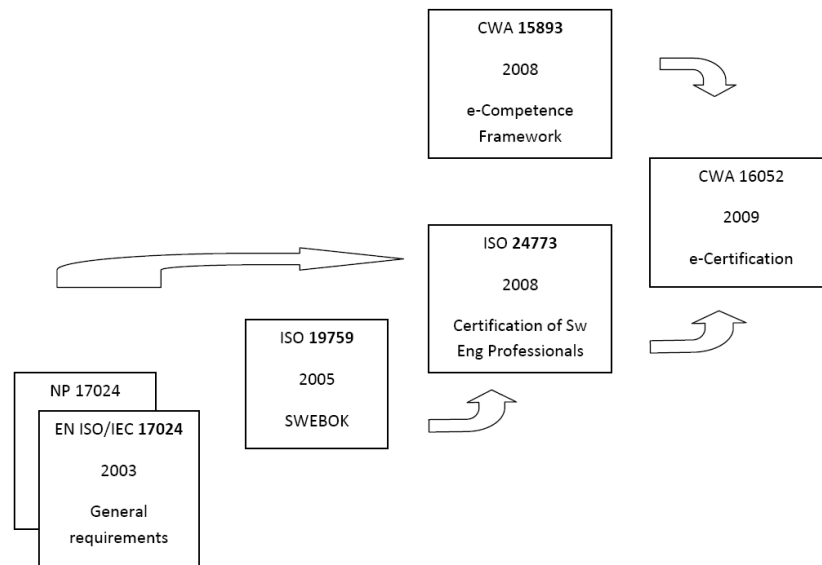 CWA 15893
2008
e-Competence
Framework
CWA 16052
2009
e-Certification
ISO 24773
2008
Certification of Sw
Eng Professionals
ISO 19759
2005
SWEBOK
NP 17024
EN ISO/IEC 17024
2003
General
requirements